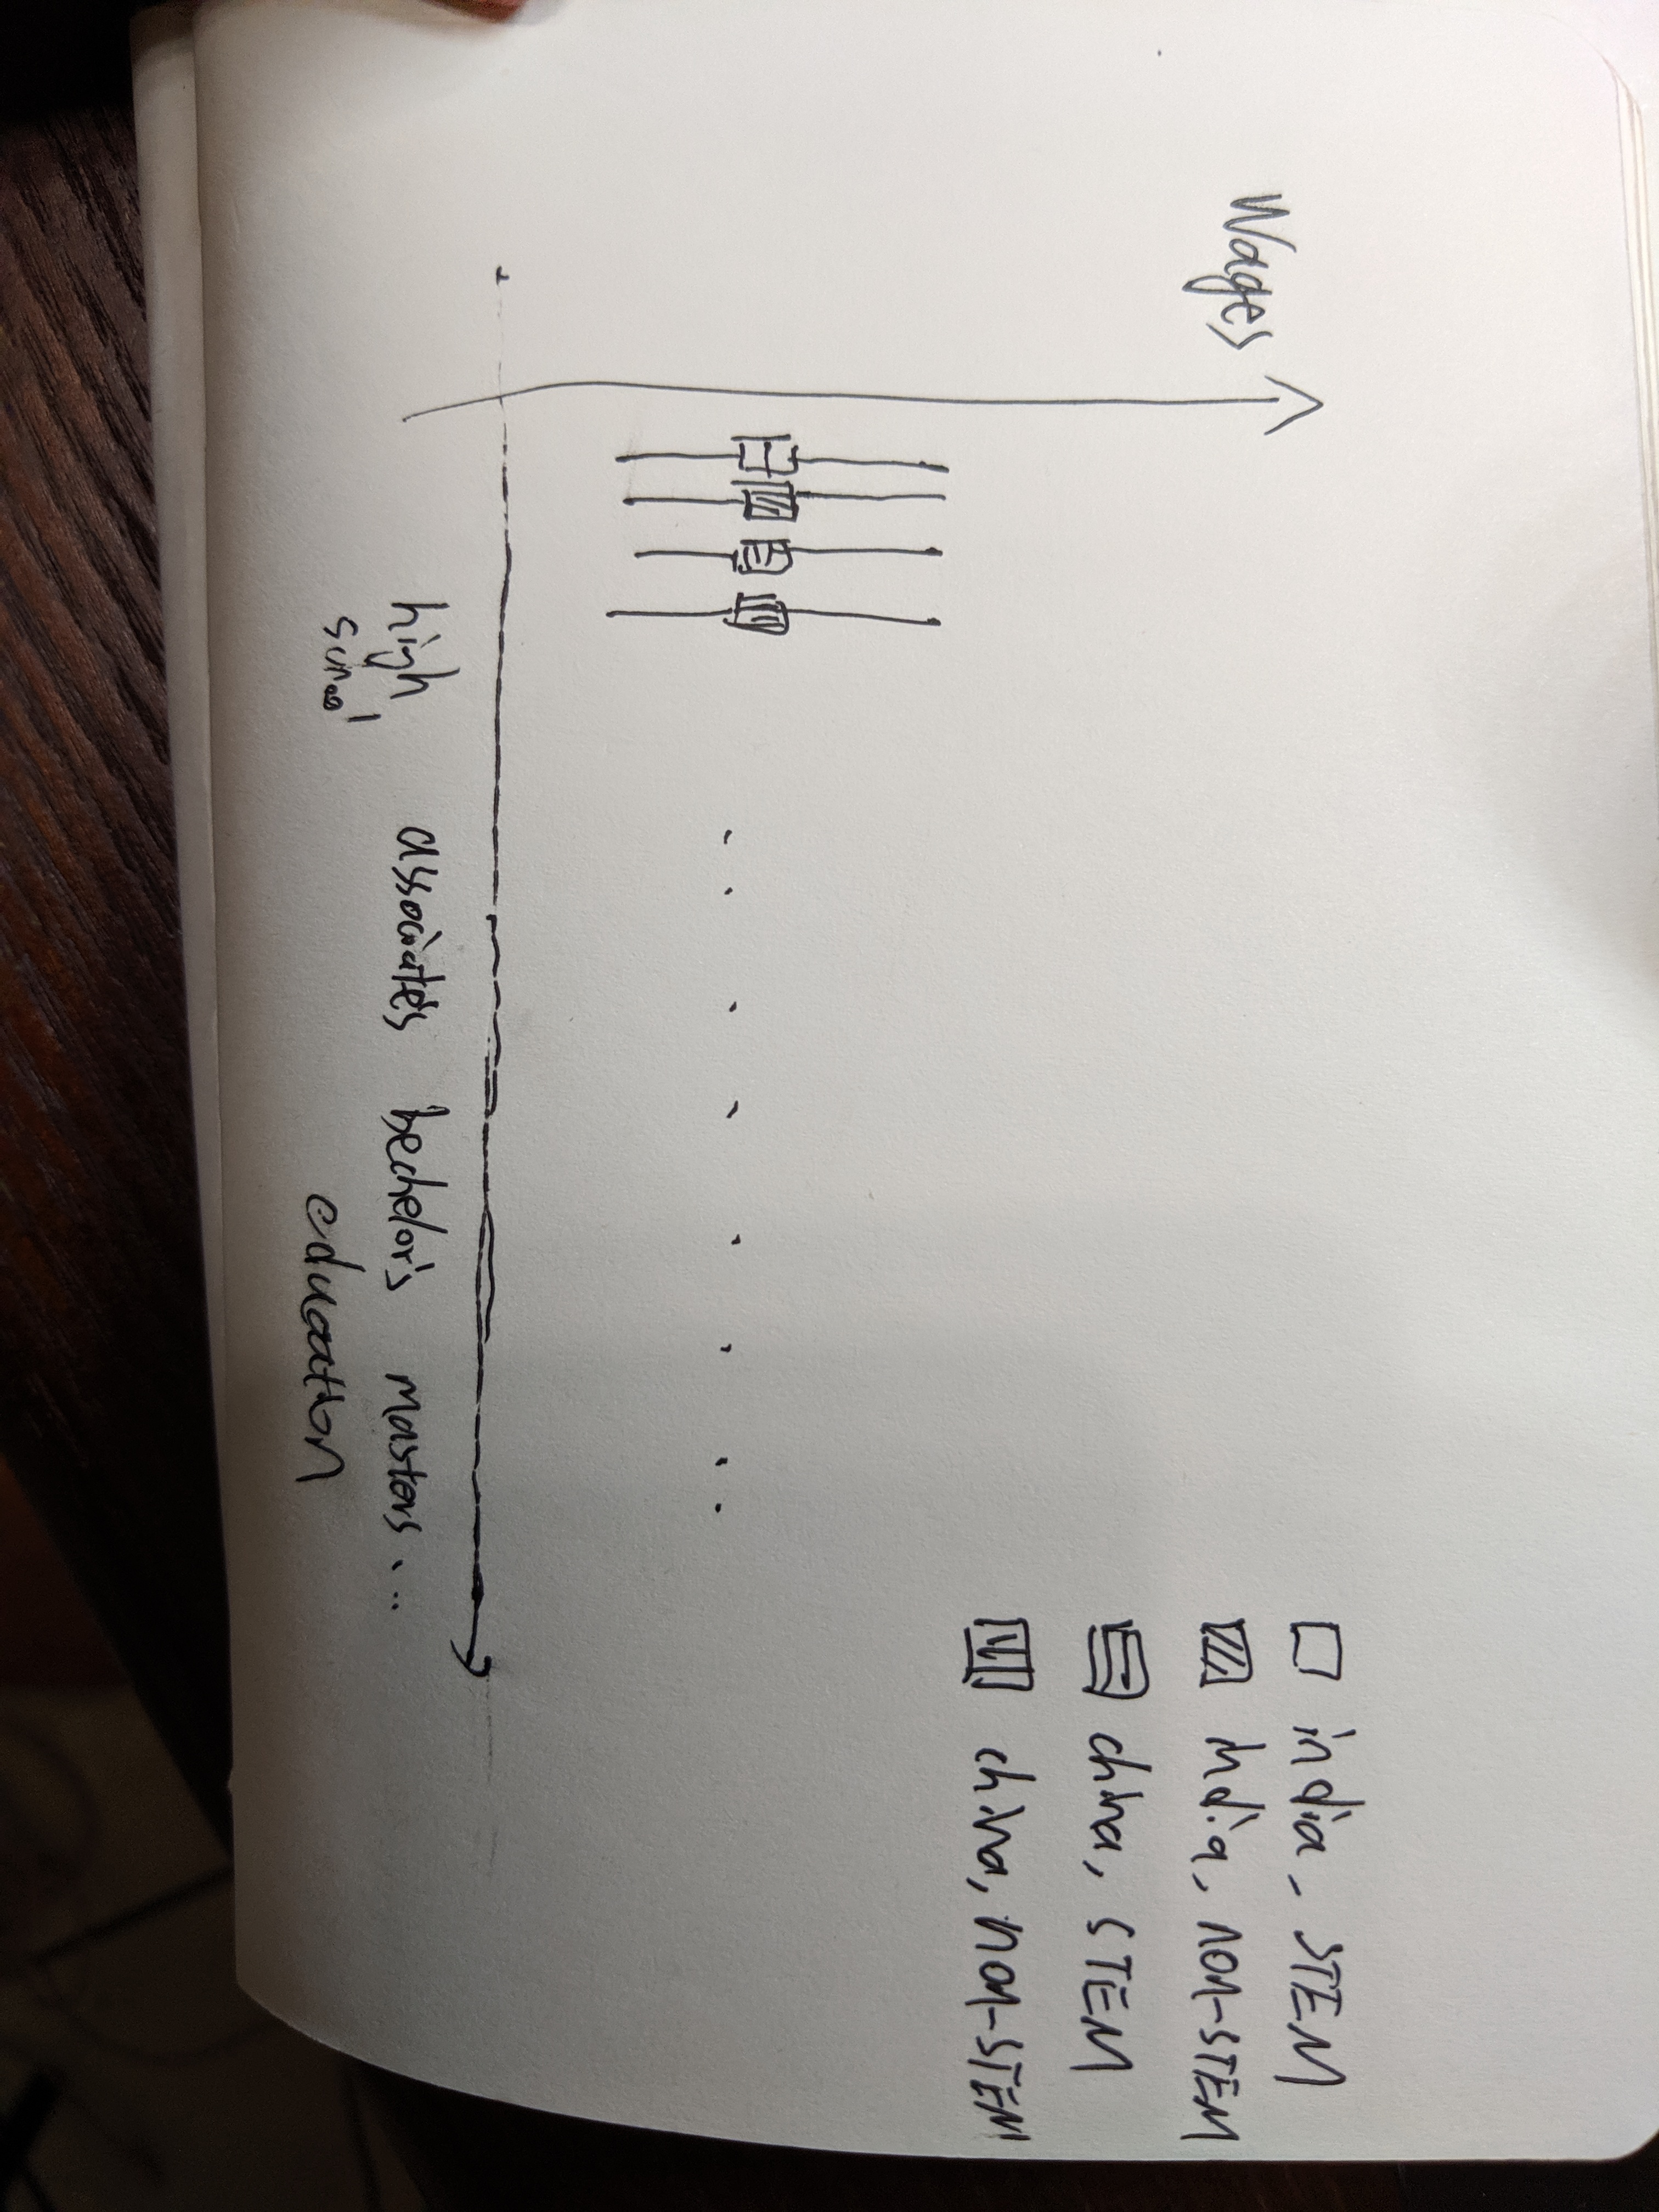 Wages
india, STEM
india, non-STEM
china, STEM
china, non-STEM
high associate's bechelor's masters...
school
education